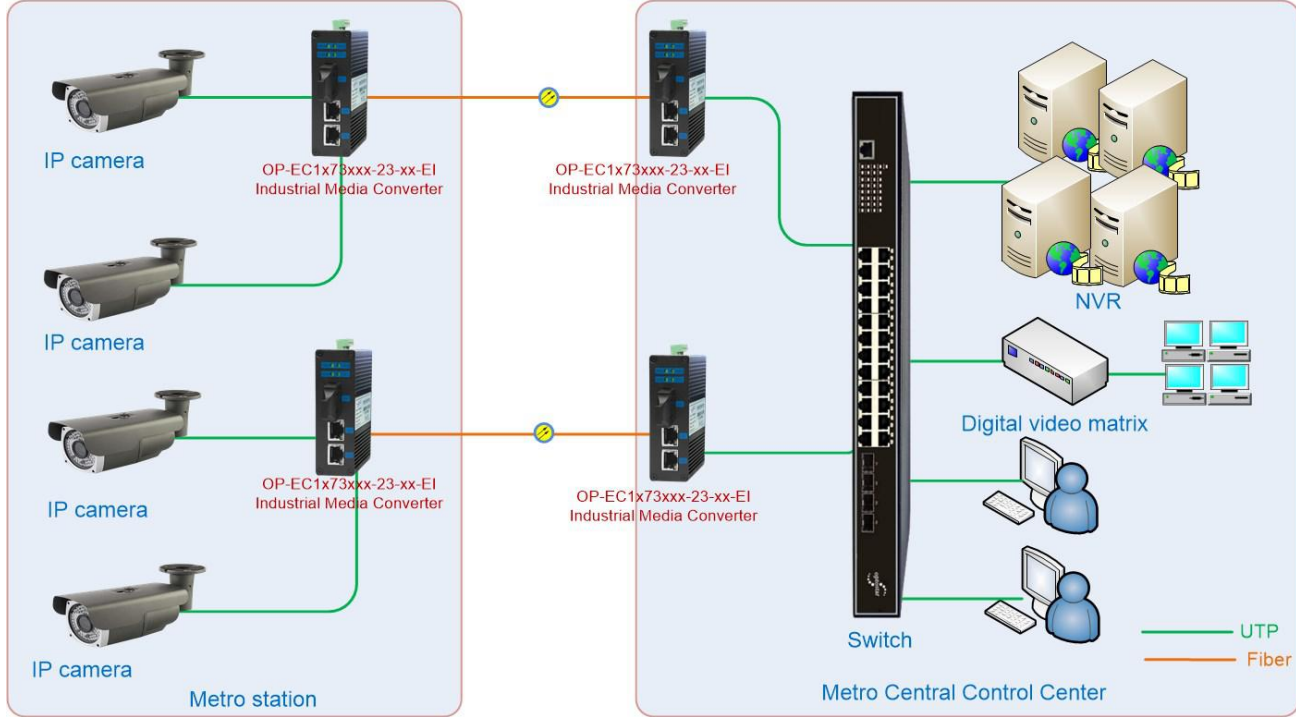 IP camera
OP-EC1x73xxx-23-xx-EI
Industrial Media Converter
OP-EC1x73xxx-23-xx-EI
Industrial Media Converter
IP camera
NVR
IP camera
OP-EC1x73xxx-23-xx-EI
Industrial Media Converter
OP-EC1x73xxx-23-xx-EI
Industrial Media Converter
Digital video matrix
IP camera
Switch
UTP
Fiber
Metro station
Metro Central Control Center